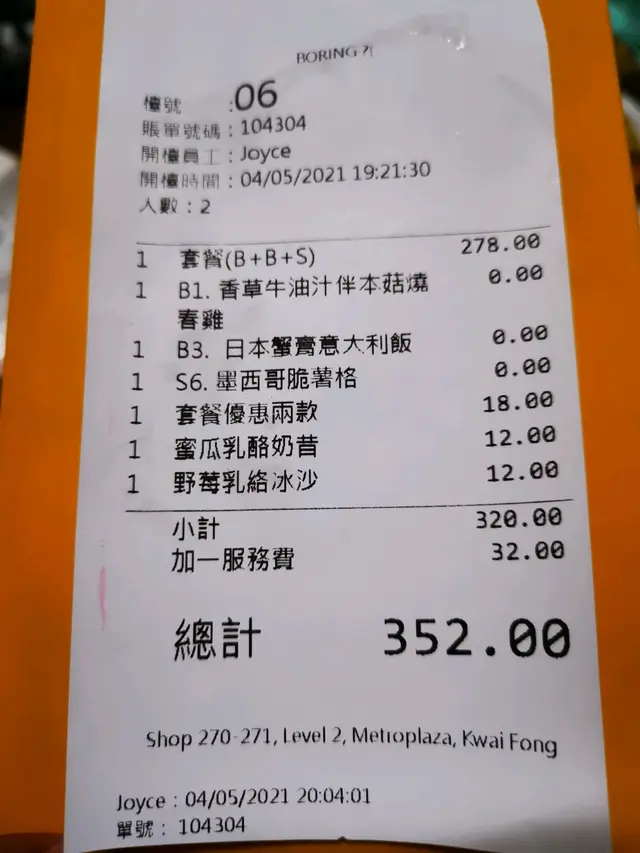 BORING ?!
檯號 :06
賬單號碼 : 104304
開檯員工 : Joyce
開檯時間 : 04/05/2021 19:21:30
人數 : 2
1 套餐(B+B+S) 278.00
1 B1. 香草牛油汁伴本菇燒 0.00
春雞
1 B3. 日本蟹膏意大利飯 0.00
1 S6. 墨西哥脆薯格 0.00
1 套餐優惠兩款 18.00
1 蜜瓜乳酪奶昔 12.00
1 野莓乳絡冰沙 12.00
小計 320.00
加一服務費 32.00
總計 352.00
Shop 270-271, Level 2, Metroplaza, Kwai Fong
Joyce : 04/05/2021 20:04:01
單號 : 104304